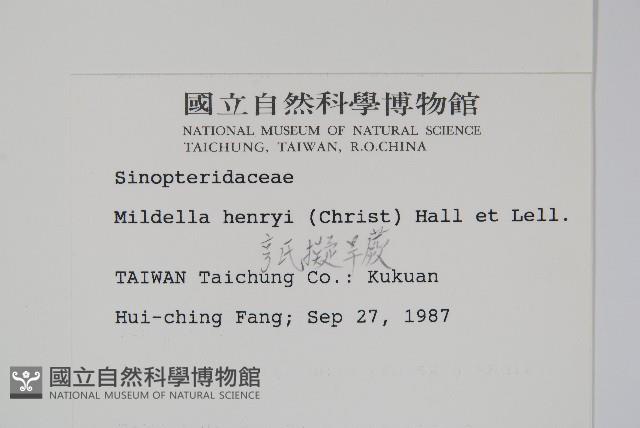 國立自然科學博物館
NATIONAL MUSEUM OF NATURAL SCIENCE
TAICHUNG, TAIWAN, R.O.CHINA
Sinopteridaceae
Mildella henryi (Christ) Hall et Lell.
亨氏擬旱蕨
TAIWAN Taichung Co.: Kukuan
Hui-ching Fang; Sep 27, 1987
國立自然科學博物館
NATIONAL MUSEUM OF NATURAL SCIENCE